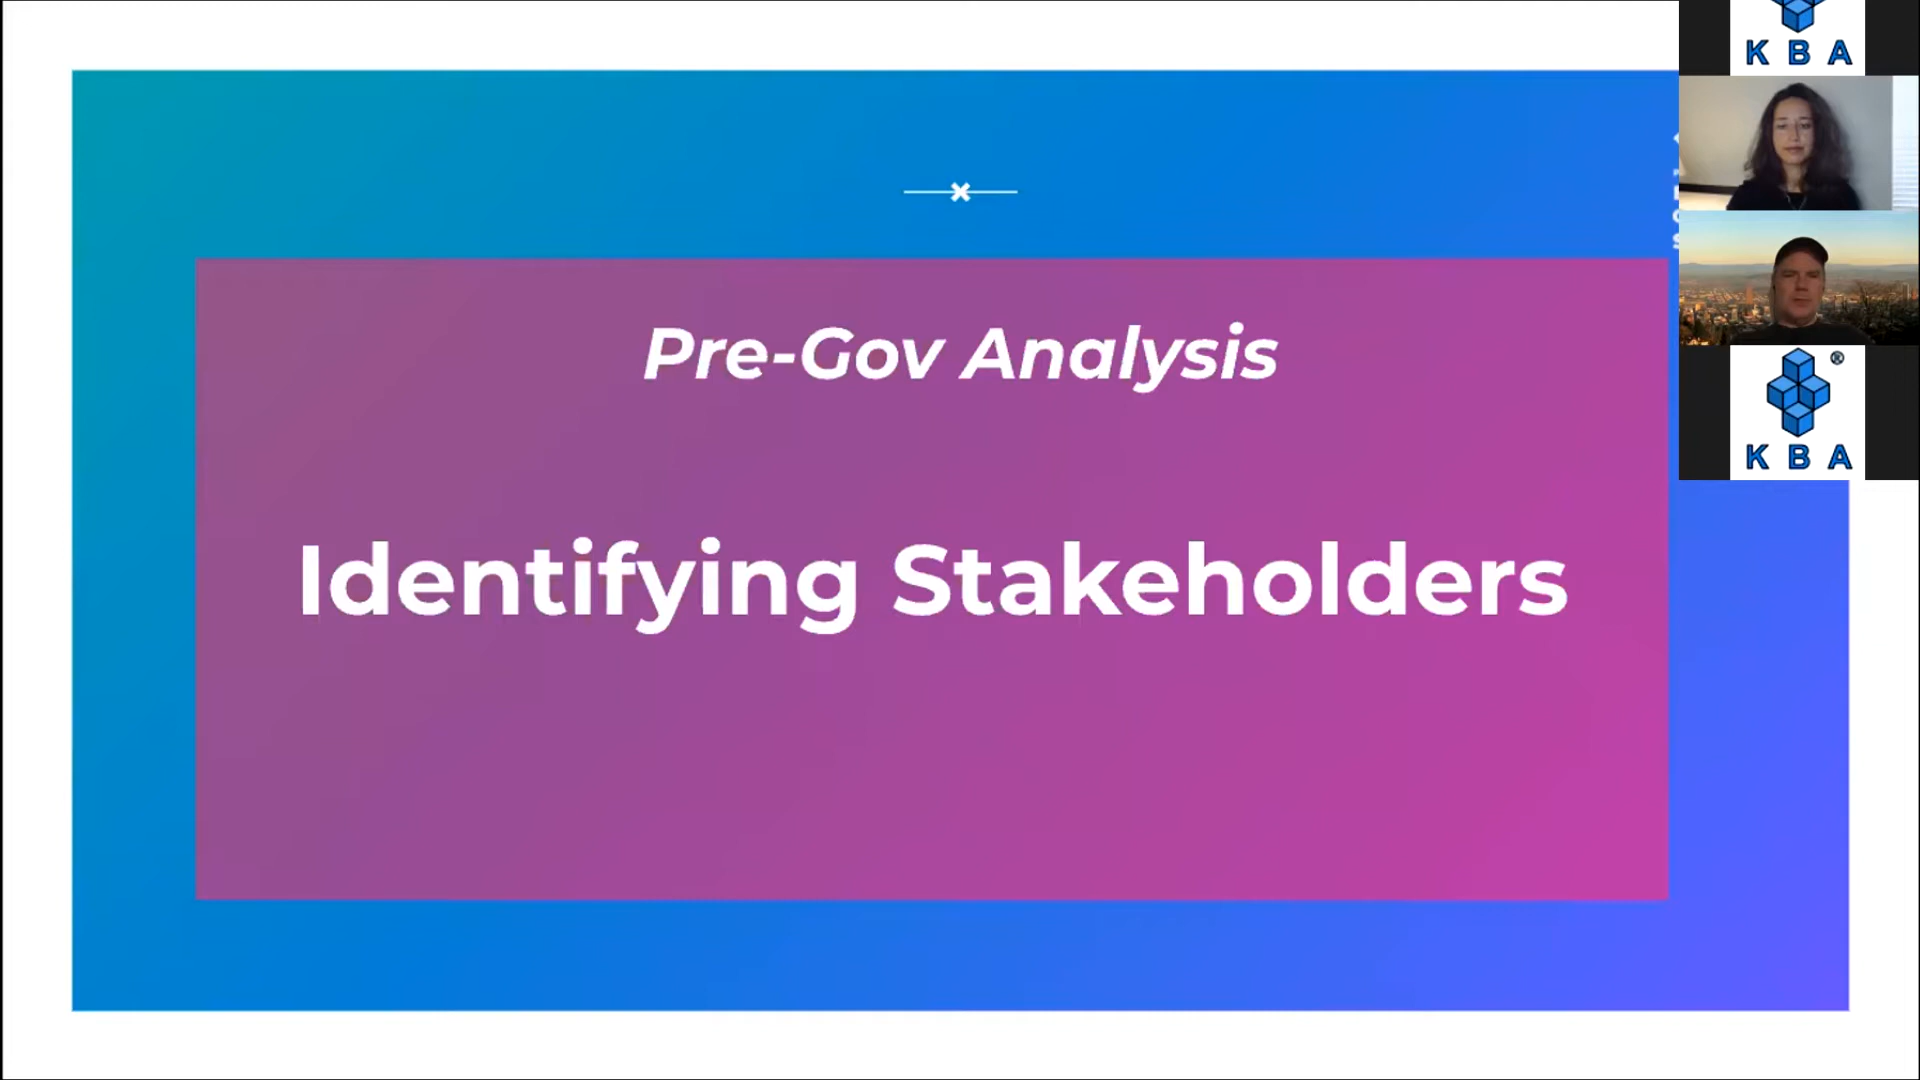 K B A
Pre-Gov Analysis
Identifying Stakeholders
®
K B A